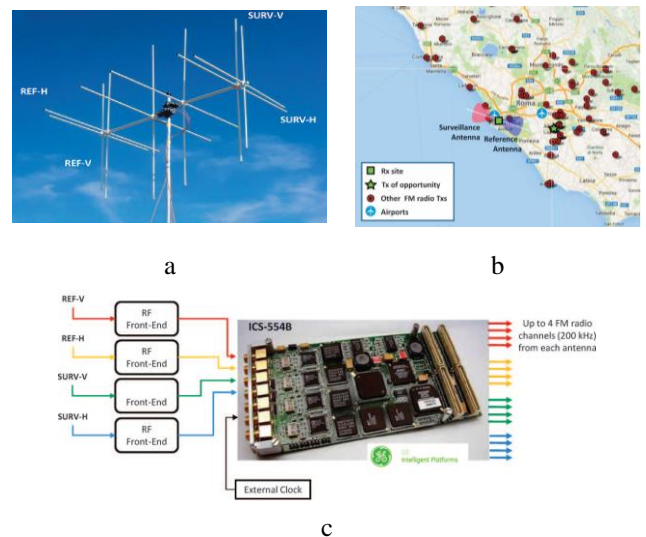 SURV-V
REF-H
SURV-H
REF-V
a
Roma
Surveillance
Antenna
Reference
Antenna
Latina
Rx site
Tx of opportunity
Other FM radio Txs
Airports
b
REF-V
RF
Front-End
REF-H
RF
Front-End
SURV-V
Front-End
SURV-H
RF
Front-End
External Clock
ICS-554B
GE
Intelligent Platforms
Up to 4 FM radio
channels (200 kHz)
from each antenna
c